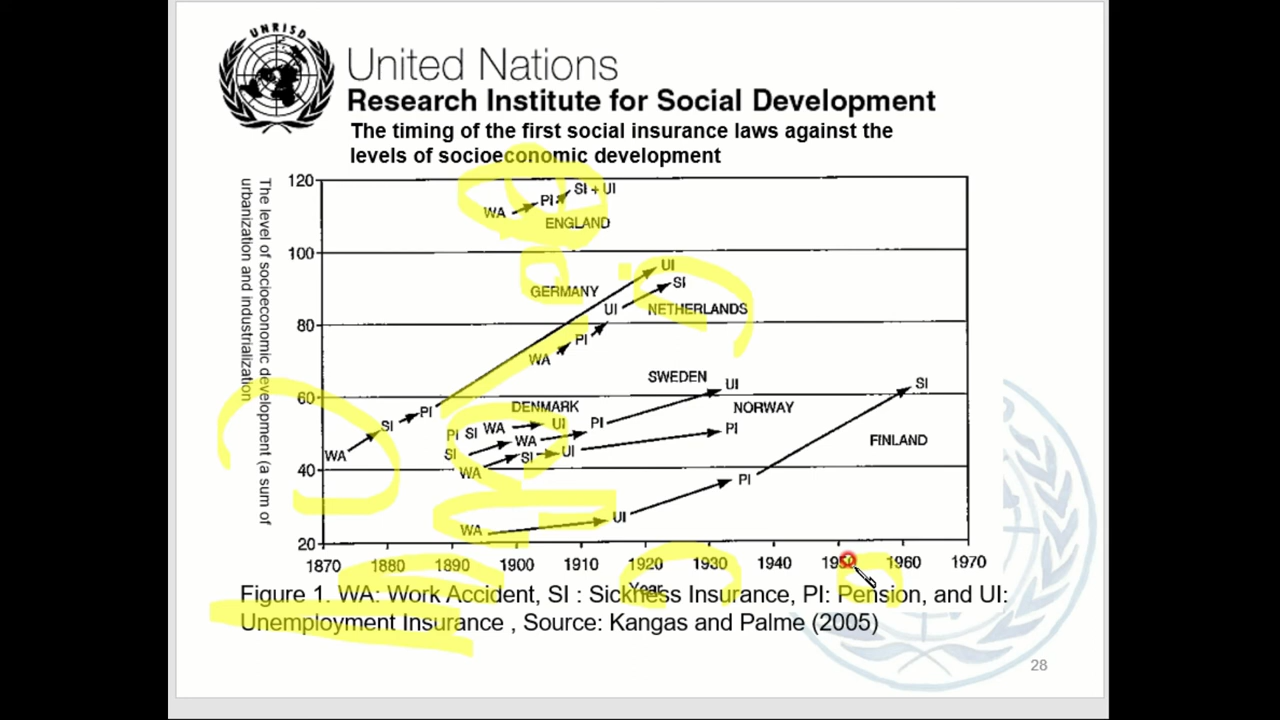 UNRISD
United Nations
Research Institute for Social Development
The timing of the first social insurance laws against the
levels of socioeconomic development
The level of socioeconomic development (a sum of
urbanization and industrialization
120
100
80
60
40
20
WA PI SI + UI
ENGLAND
UI
GERMANY SI
UI NETHERLANDS
PI
WA
SWEDEN UI
SI PI DENMARK NORWAY SI
PI SI WA UI PI PI
SI WA FINLAND
WA SI UI
WA PI
WA UI
1870 1880 1890 1900 1910 1920 1930 1940 1950 1960 1970
Year
Figure 1. WA: Work Accident, SI : Sickness Insurance, PI: Pension, and UI:
Unemployment Insurance , Source: Kangas and Palme (2005)
28